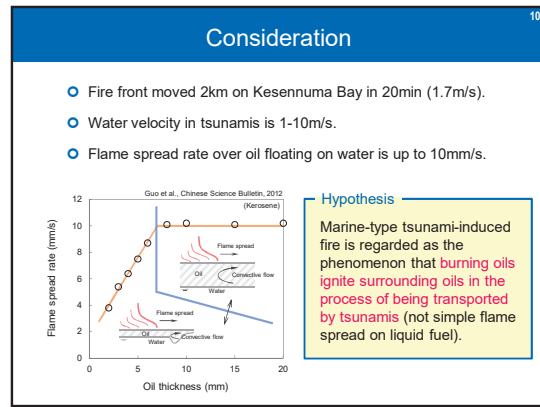 10
Consideration
Fire front moved 2km on Kesennuma Bay in 20min (1.7m/s).
Water velocity in tsunamis is 1-10m/s.
Flame spread rate over oil floating on water is up to 10mm/s.
Guo et al., Chinese Science Bulletin, 2012
(Kerosene)
12
10
8
6
4
2
0
Flame spread rate (mm/s)
Flame spread
Oil
Convective flow
Water
Flame spread
Oil
Water
Convective flow
0
5
10
15
20
Oil thickness (mm)
Hypothesis
Marine-type tsunami-induced
fire is regarded as the
phenomenon that burning oils
ignite surrounding oils in the
process of being transported
by tsunamis (not simple flame
spread on liquid fuel).